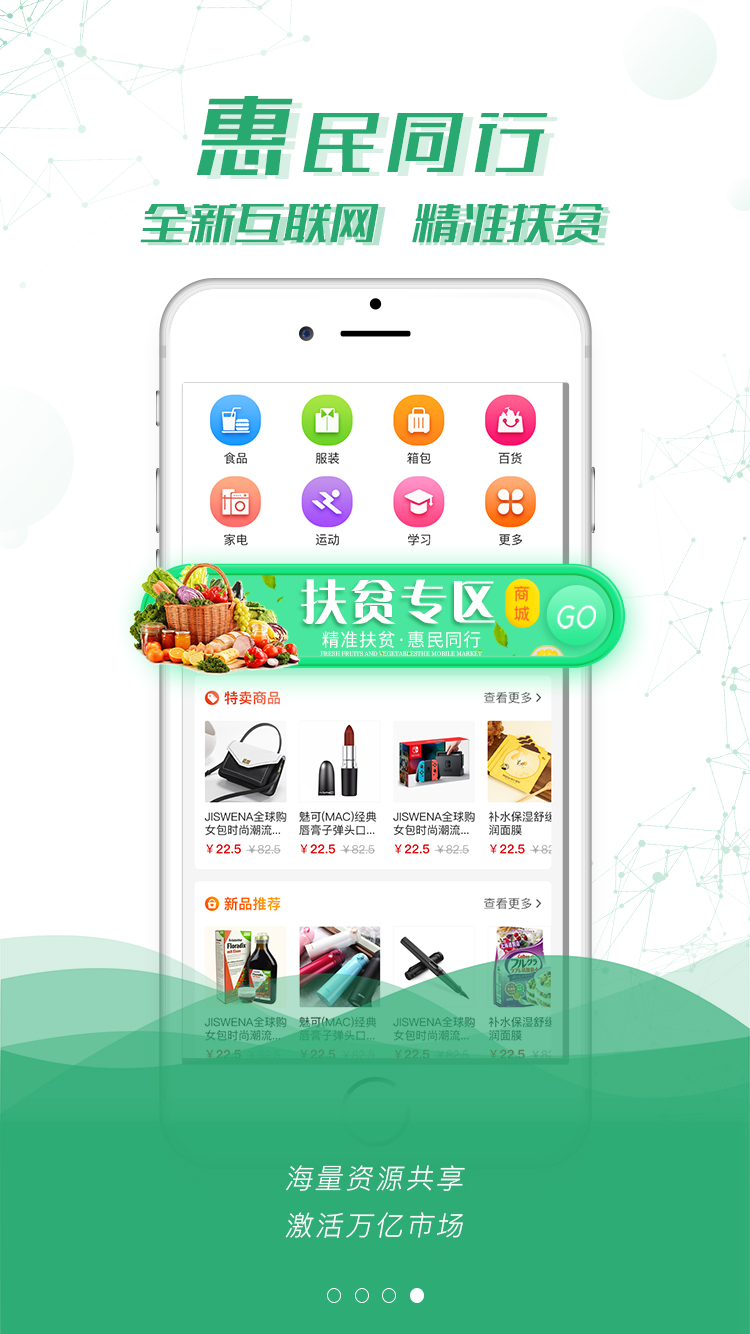 惠民同行
全新互联网 精准扶贫
食品 服装 箱包 百货
家电 运动 学习 更多
扶贫专区 商城 GO
精准扶贫·惠民同行
FRESH FRUITS AND VEGETABLESTHE MOBILE MARKET
特卖商品 查看更多
JISWENA全球购 魅可(MAC)经典 JISWENA全球购 补水保湿舒缓
女包时尚潮流... 唇膏子弹头口... 女包时尚潮流... 润面膜
¥22.5 ¥82.5 ¥22.5 ¥82.5 ¥22.5 ¥82.5 ¥22.5 ¥82
新品推荐 查看更多
Floradix
JISWENA全球购 魅可(MAC)经典 JISWENA全球购 补水保湿舒缓
女包时尚潮流... 唇膏子弹头口... 女包时尚潮流... 润面膜
¥22.5 ¥82.5 ¥22.5 ¥82.5 ¥22.5 ¥82.5 ¥22.5
海量资源共享
激活万亿市场